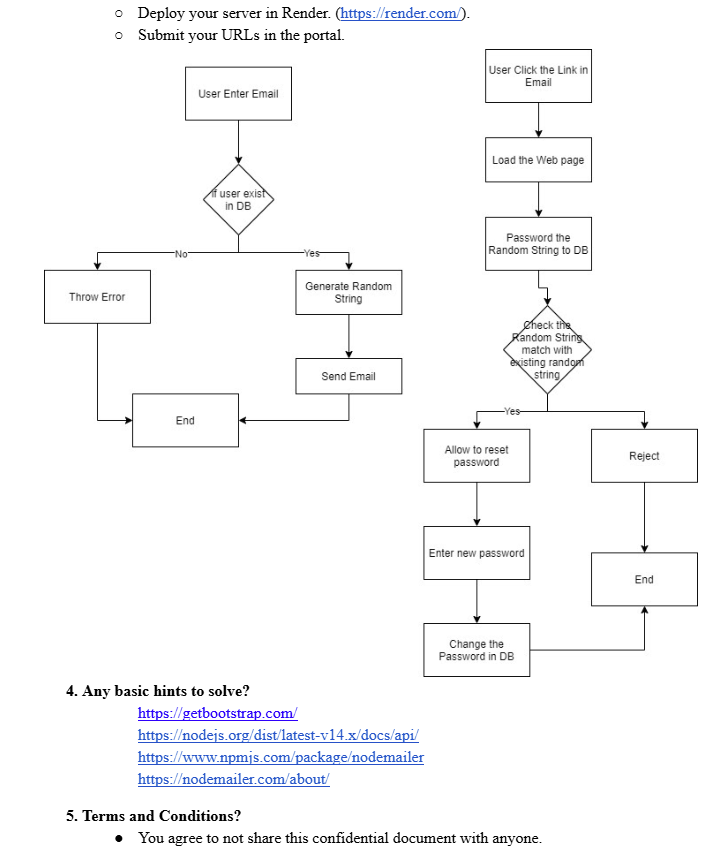 ○ Deploy your server in Render. (https://render.com/).
○ Submit your URLs in the portal.
User Enter Email
If user exist
in DB
No
Yes
Throw Error
Generate Random
String
Send Email
End
User Click the Link in
Email
Load the Web page
Password the
Random String to DB
Check the
Random String
match with
existing random
string
Yes
Allow to reset
password
Reject
Enter new password
End
Change the
Password in DB
4. Any basic hints to solve?
https://getbootstrap.com/
https://nodejs.org/dist/latest-v14.x/docs/api/
https://www.npmjs.com/package/nodemailer
https://nodemailer.com/about/
5. Terms and Conditions?
● You agree to not share this confidential document with anyone.